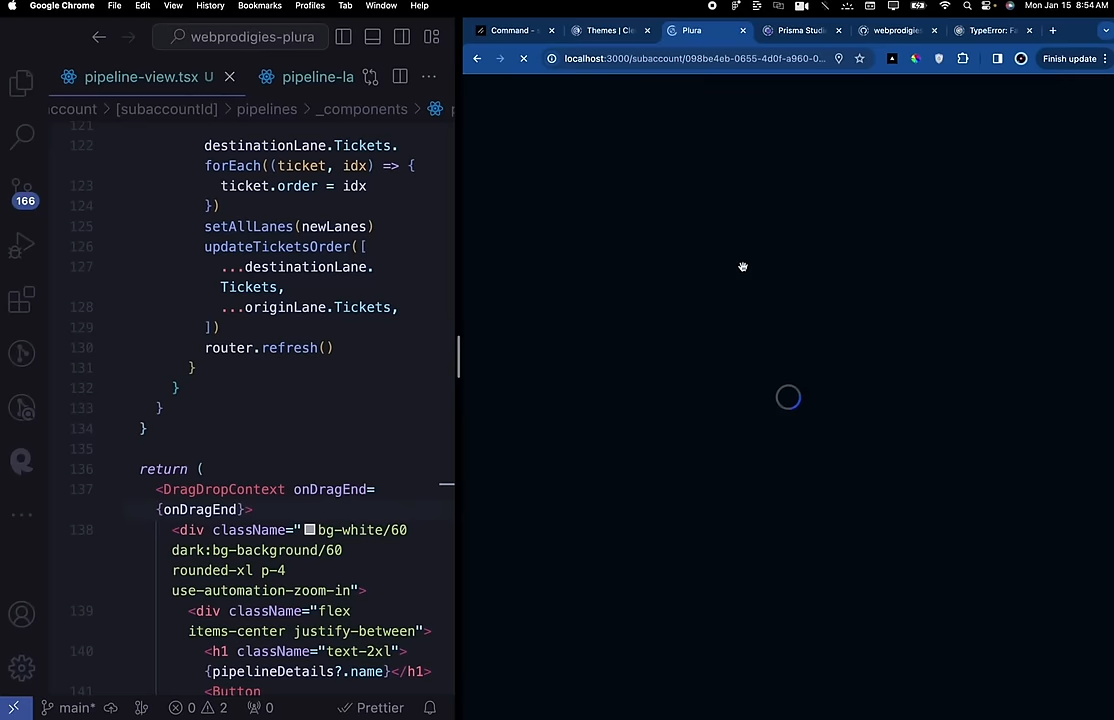 Google Chrome File Edit View History Bookmarks Profiles Tab Window Help
Mon Jan 15 8:54 AM
webprodigies-plura
pipeline-view.tsx U
pipeline-la
ccount > [subaccountId] > pipelines > _components >
121
122 destinationLane.Tickets.
forEach((ticket, idx) => {
123 ticket.order = idx
124 })
125 setAllLanes(newLanes)
126 updateTicketsOrder([
127 ...destinationLane.
Tickets,
128 ...originLane.Tickets,
129 ])
130 router.refresh()
131 }
132 }
133 }
134 }
135
136 return (
137 <DragDropContext onDragEnd=
{onDragEnd}>
138 <div className="bg-white/60
dark:bg-background/60
rounded-xl p-4
use-automation-zoom-in">
139 <div className="flex
items-center justify-between">
140 <h1 className="text-2xl">
{pipelineDetails?.name}</h1>
141 <Button
166
main* 0 2 0 Prettier
Command - Themes | Cle Plura Prisma Studi webprodigies TypeError: Fa
localhost:3000/subaccount/098be4eb-0655-4d0f-a960-0...
Finish update